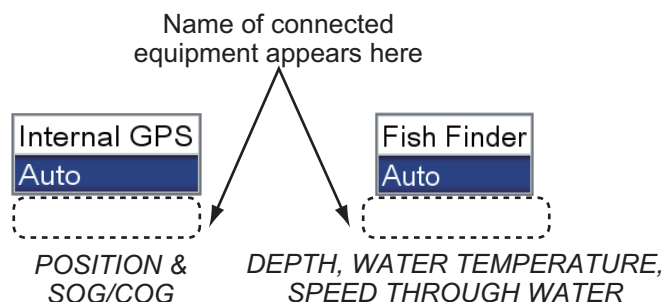 Name of connected
equipment appears here
Internal GPS
Auto
Fish Finder
Auto
POSITION &
SOG/COG
DEPTH, WATER TEMPERATURE,
SPEED THROUGH WATER